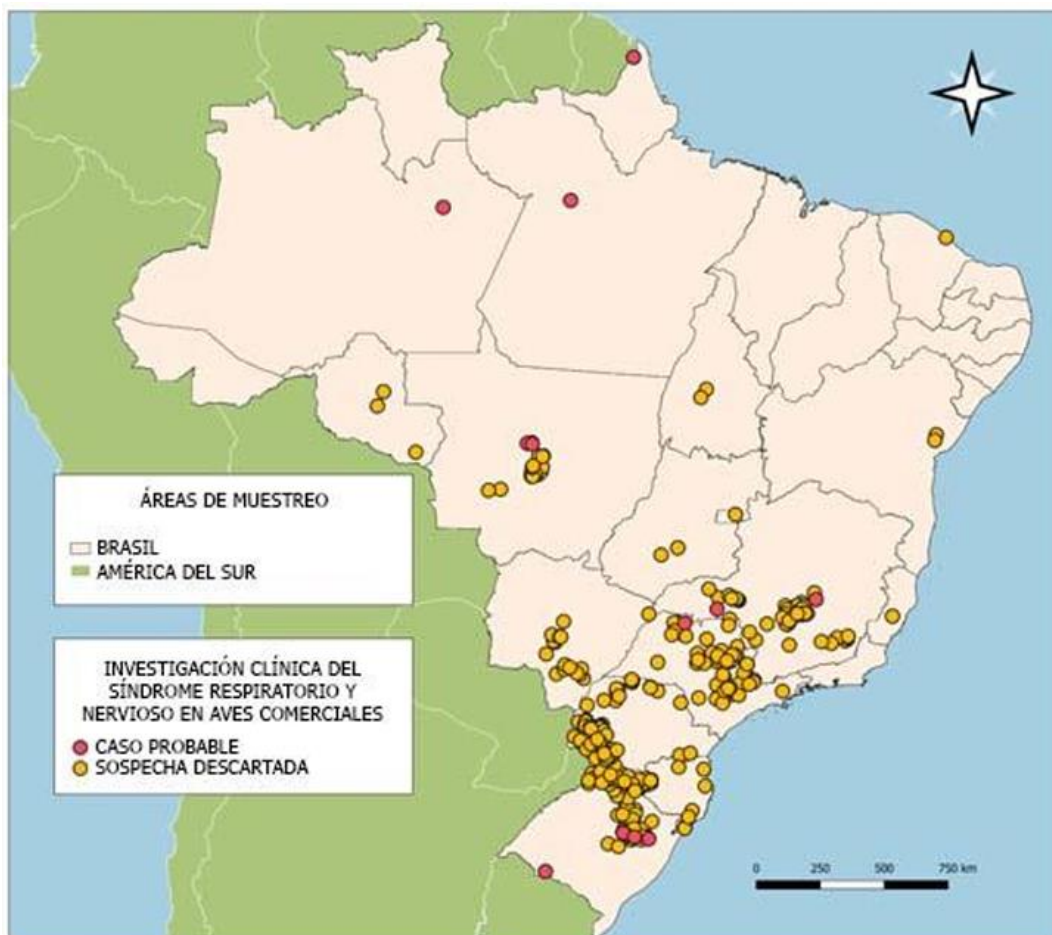 ÁREAS DE MUESTREO
BRASIL
AMÉRICA DEL SUR
INVESTIGACIÓN CLÍNICA DEL
SÍNDROME RESPIRATORIO Y
NERVIOSO EN AVES COMERCIALES
CASO PROBABLE
SOSPECHA DESCARTADA
0 250 500 750 km